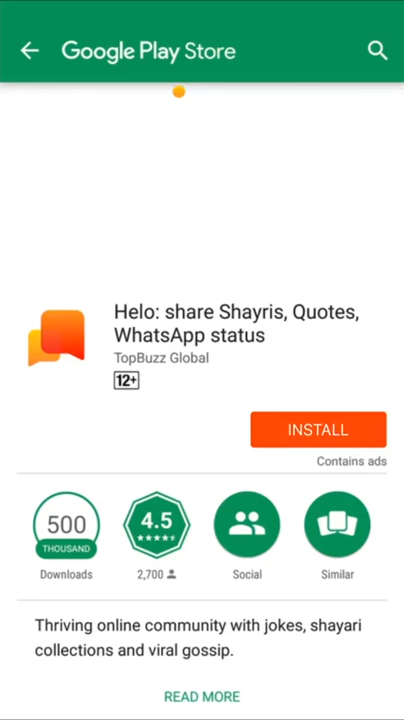 Google Play Store
Helo: share Shayris, Quotes,
WhatsApp status
TopBuzz Global
12+
INSTALL
Contains ads
500
THOUSAND
4.5
Downloads
2,700
Social
Similar
Thriving online community with jokes, shayari
collections and viral gossip.
READ MORE